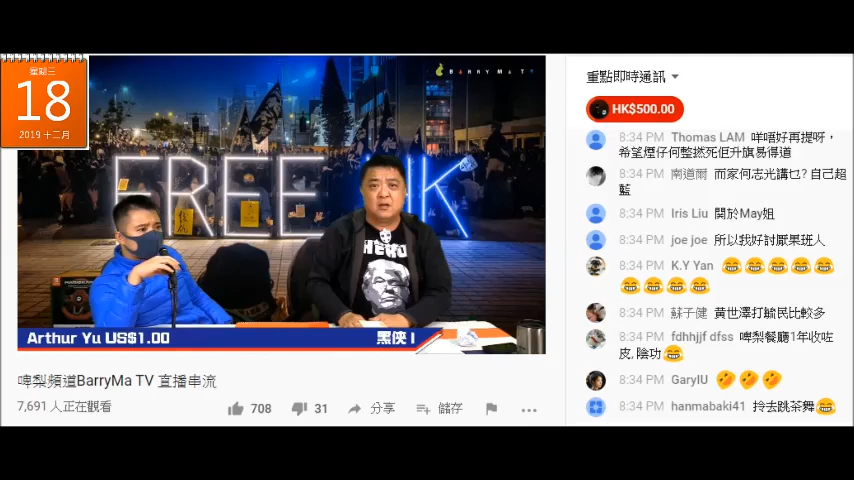 星期三
18
2019 十二月
BARRYMA TV
FREE HK
HERO
Arthur Yu US$1.00
黑俠 I
啤梨頻道BarryMa TV 直播串流
7,691 人正在觀看
708
31
分享
儲存
重點即時通訊
HK$500.00
8:34 PM Thomas LAM 咩唔好再提呀，
希望煙仔何整撚死佢升旗易得道
8:34 PM 南道爾 而家何志光講乜? 自己超
藍
8:34 PM Iris Liu 開於May姐
8:34 PM joe joe 所以我好討厭果班人
8:34 PM K.Y Yan 😂😂😂😂😂
😂😂😂😂
8:34 PM 蘇子健 黃世澤打輸民比較多
8:34 PM fdhhjjf dfss 啤梨餐廳1年收咗
皮, 陰功😂
8:34 PM GaryIU 🤣🤣🤣
8:34 PM hanmabaki41 拎去跳茶舞😂